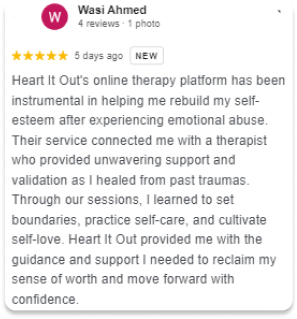 W
Wasi Ahmed
4 reviews · 1 photo
★★★★★ 5 days ago NEW
Heart It Out's online therapy platform has been
instrumental in helping me rebuild my self-
esteem after experiencing emotional abuse.
Their service connected me with a therapist
who provided unwavering support and
validation as I healed from past traumas.
Through our sessions, I learned to set
boundaries, practice self-care, and cultivate
self-love. Heart It Out provided me with the
guidance and support I needed to reclaim my
sense of worth and move forward with
confidence.